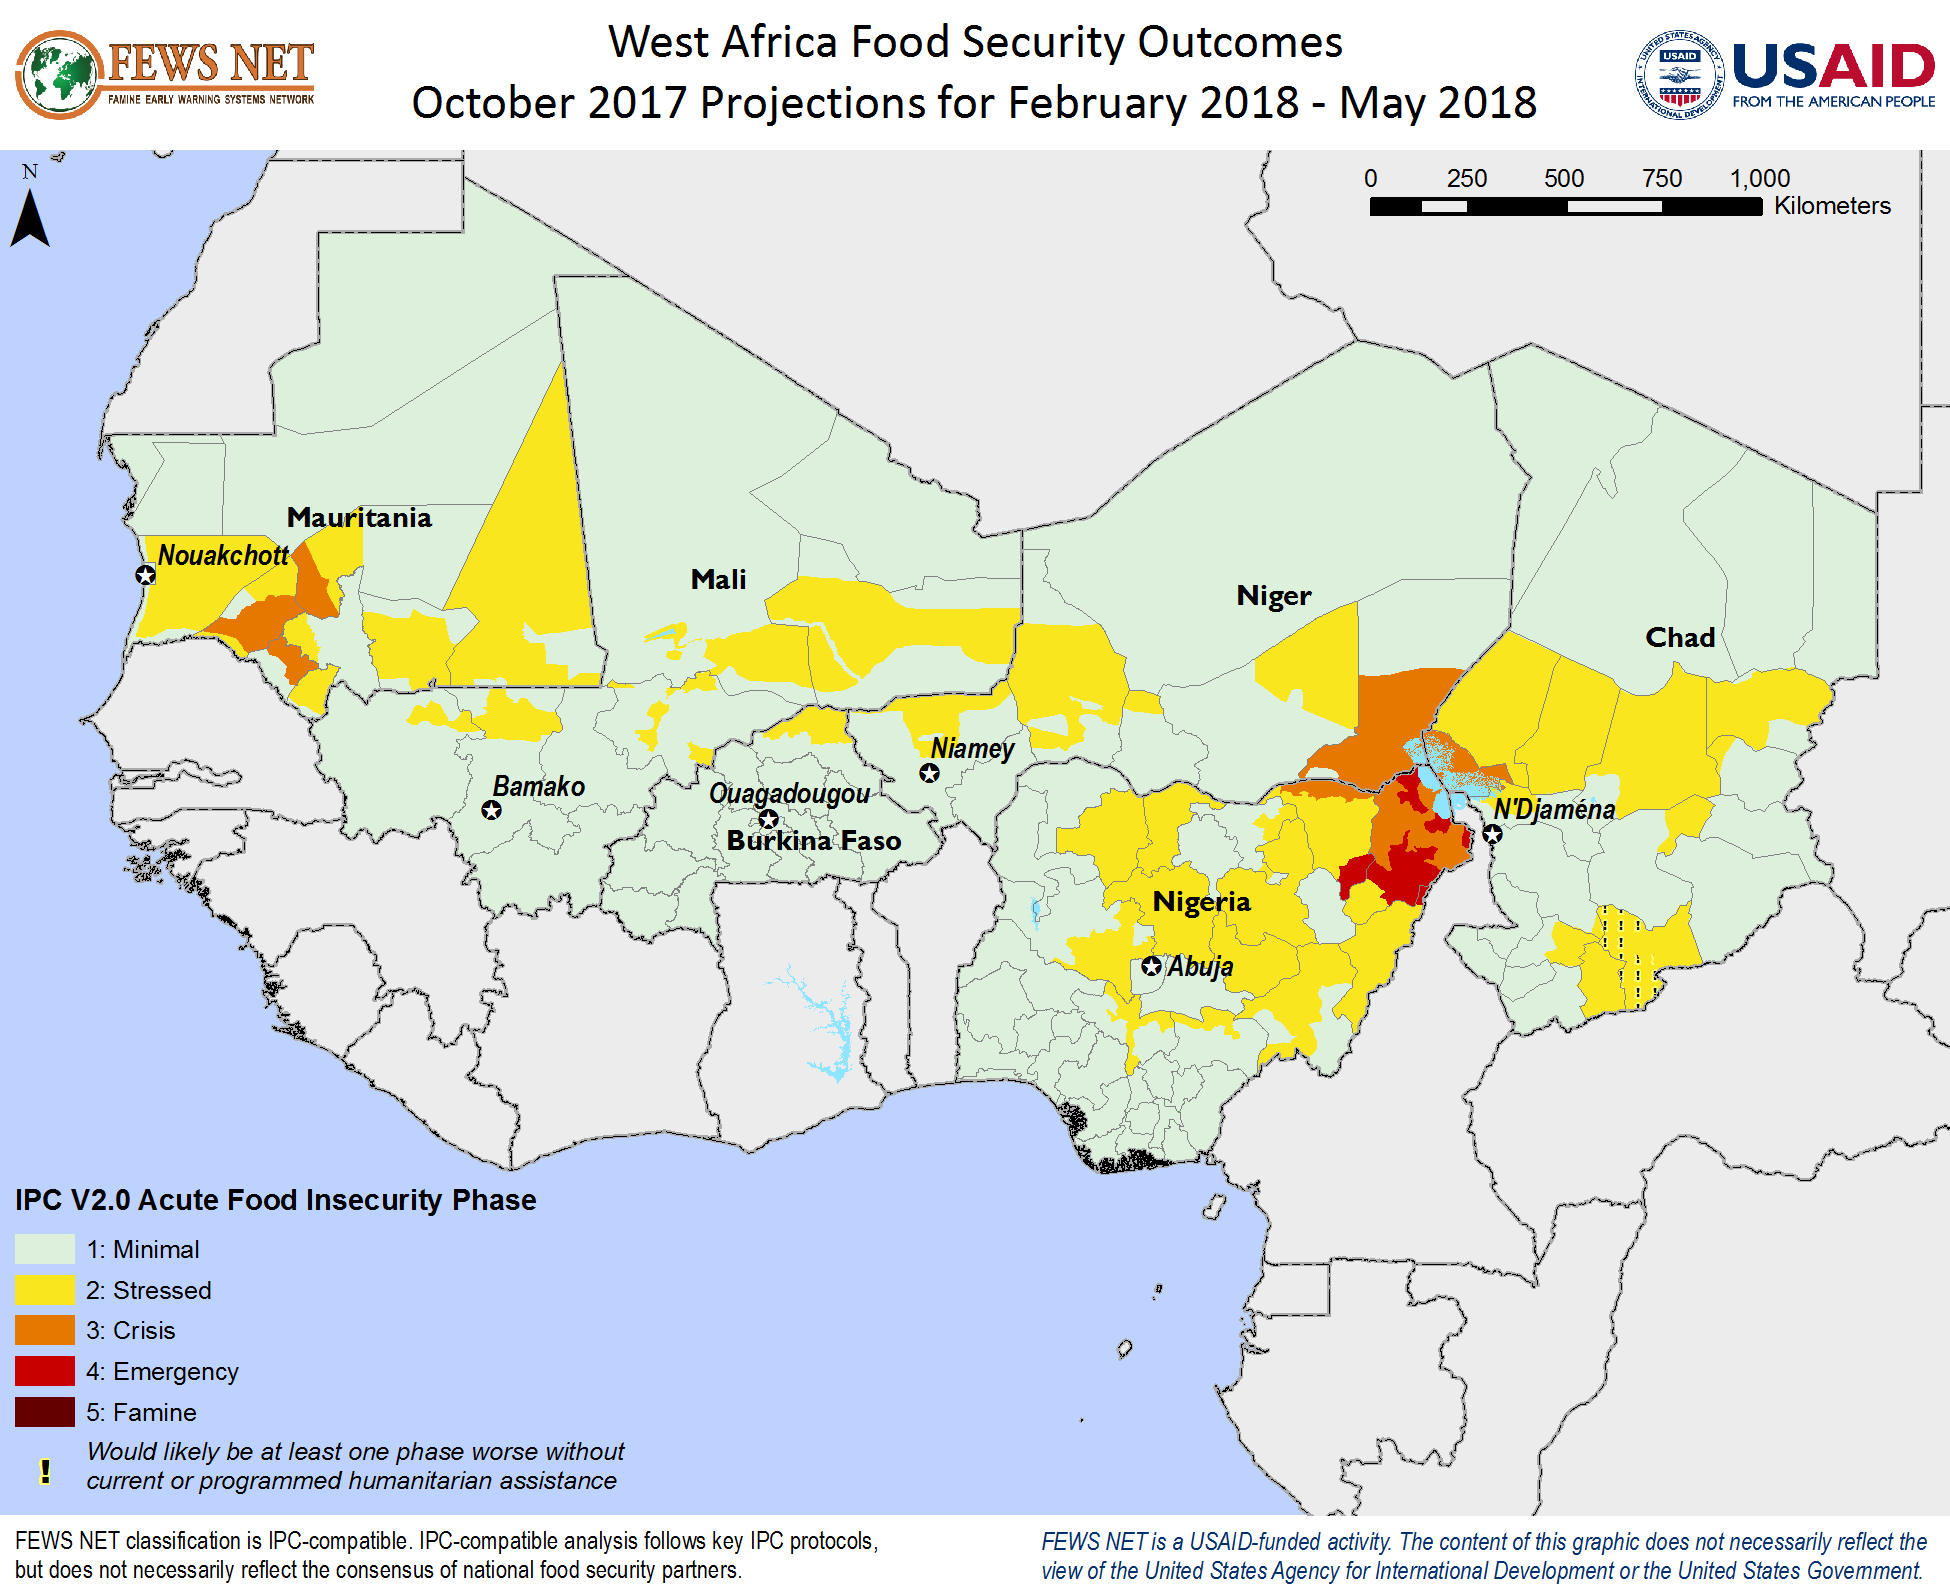 FEWS NET
FAMINE EARLY WARNING SYSTEMS NETWORK
West Africa Food Security Outcomes
October 2017 Projections for February 2018 - May 2018
UNITED STATES AGENCY
USAID
INTERNATIONAL DEVELOPMENT
USAID
FROM THE AMERICAN PEOPLE
N
0 250 500 750 1,000
Kilometers
Mauritania
Nouakchott
Mali
Niger
Chad
Niamey
Bamako
Ouagadougou
Burkina Faso
N'Djaména
Nigeria
Abuja
IPC V2.0 Acute Food Insecurity Phase
1: Minimal
2: Stressed
3: Crisis
4: Emergency
5: Famine
! Would likely be at least one phase worse without
current or programmed humanitarian assistance
FEWS NET classification is IPC-compatible. IPC-compatible analysis follows key IPC protocols,
but does not necessarily reflect the consensus of national food security partners.
FEWS NET is a USAID-funded activity. The content of this graphic does not necessarily reflect the
view of the United States Agency for International Development or the United States Government.